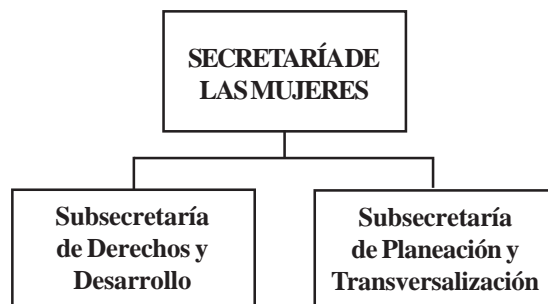 SECRETARÍA DE
LAS MUJERES
Subsecretaría
de Derechos y
Desarrollo
Subsecretaría
de Planeación y
Transversalización